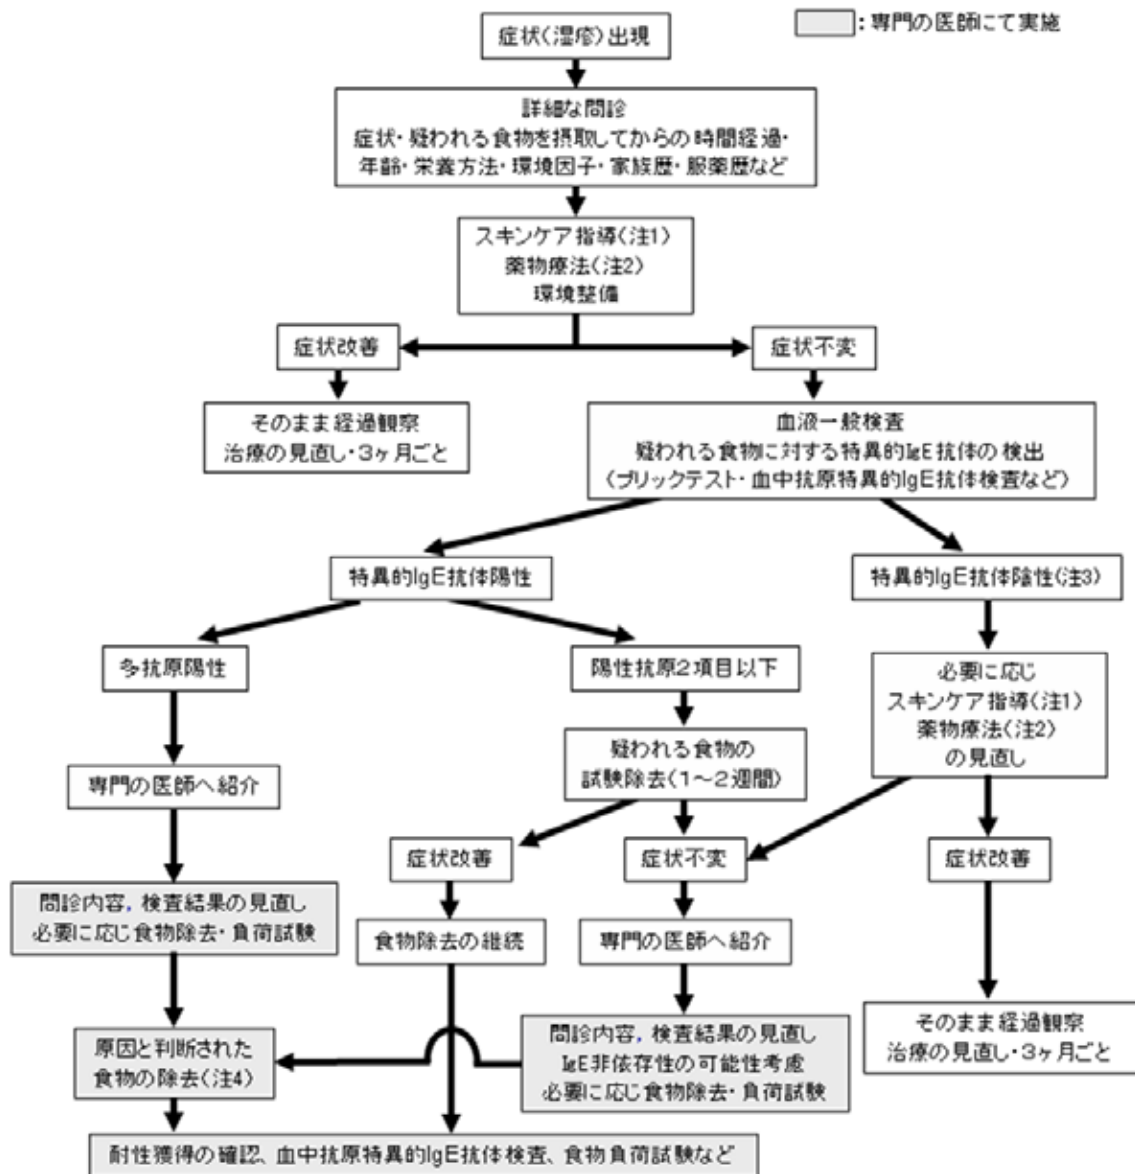 症状(湿疹)出現
:専門の医師にて実施
詳細な問診
症状・疑われる食物を摂取してからの時間経過・
年齢・栄養方法・環境因子・家族歴・服薬歴など
スキンケア指導(注1)
薬物療法(注2)
環境整備
症状改善
症状不変
そのまま経過観察
治療の見直し・3ヶ月ごと
血液一般検査
疑われる食物に対する特異的IgE抗体の検出
(プリックテスト・血中抗原特異的IgE抗体検査など)
特異的IgE抗体陽性
特異的IgE抗体陰性(注3)
多抗原陽性
陽性抗原2項目以下
必要に応じ
スキンケア指導(注1)
薬物療法(注2)
の見直し
専門の医師へ紹介
疑われる食物の
試験除去(1~2週間)
症状改善
症状不変
症状改善
問診内容, 検査結果の見直し
必要に応じ食物除去・負荷試験
食物除去の継続
専門の医師へ紹介
原因と判断された
食物の除去(注4)
問診内容, 検査結果の見直し
IgE非依存性の可能性考慮
必要に応じ食物除去・負荷試験
そのまま経過観察
治療の見直し・3ヶ月ごと
耐性獲得の確認、血中抗原特異的IgE抗体検査、食物負荷試験など